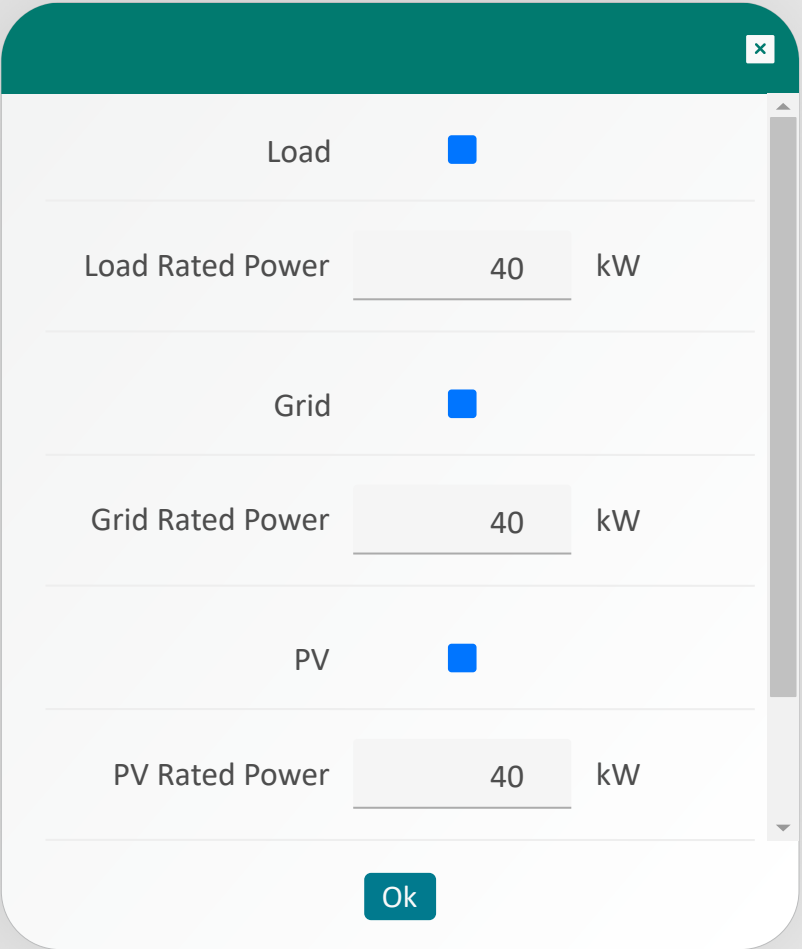 Load
Load Rated Power 40 kW
Grid
Grid Rated Power 40 kW
PV
PV Rated Power 40 kW
Ok